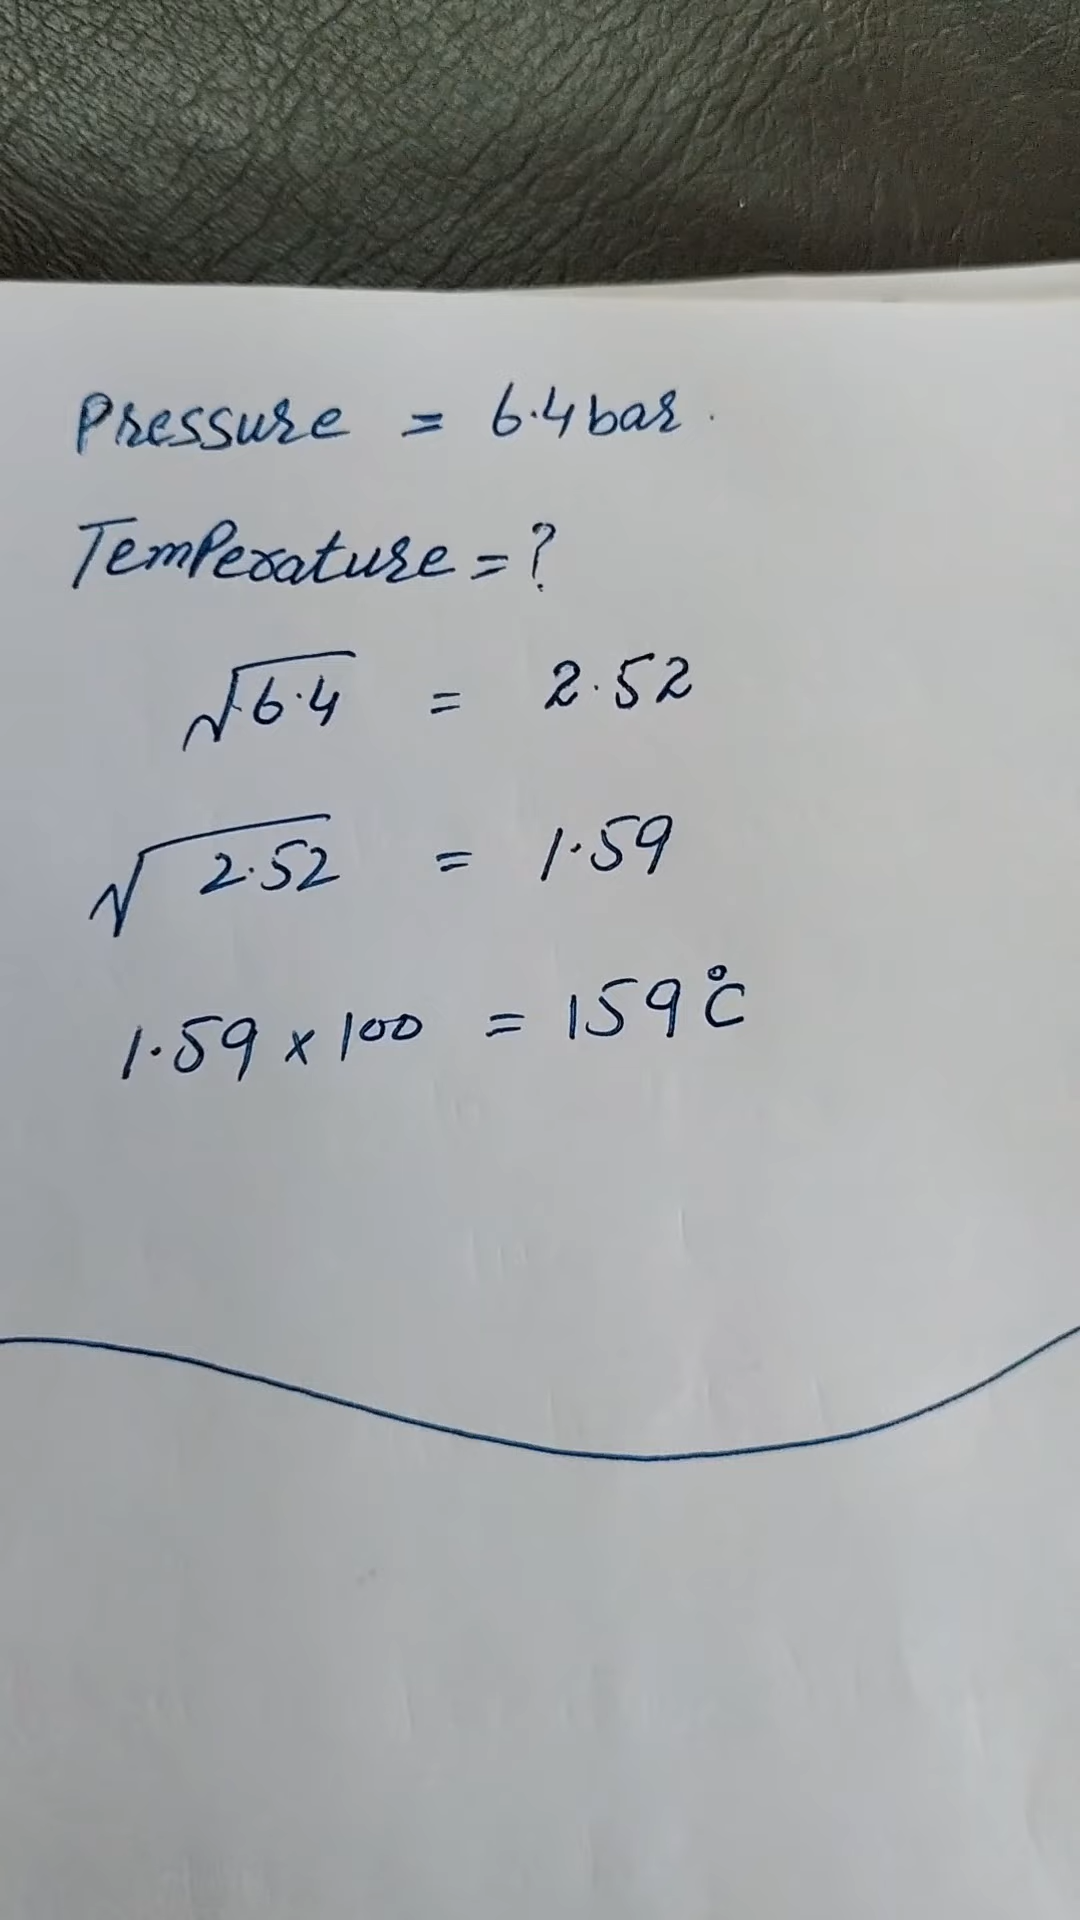 Pressure = 6.4 bar.
Temperature = ?
√6.4 = 2.52
√2.52 = 1.59
1.59 x 100 = 159°C